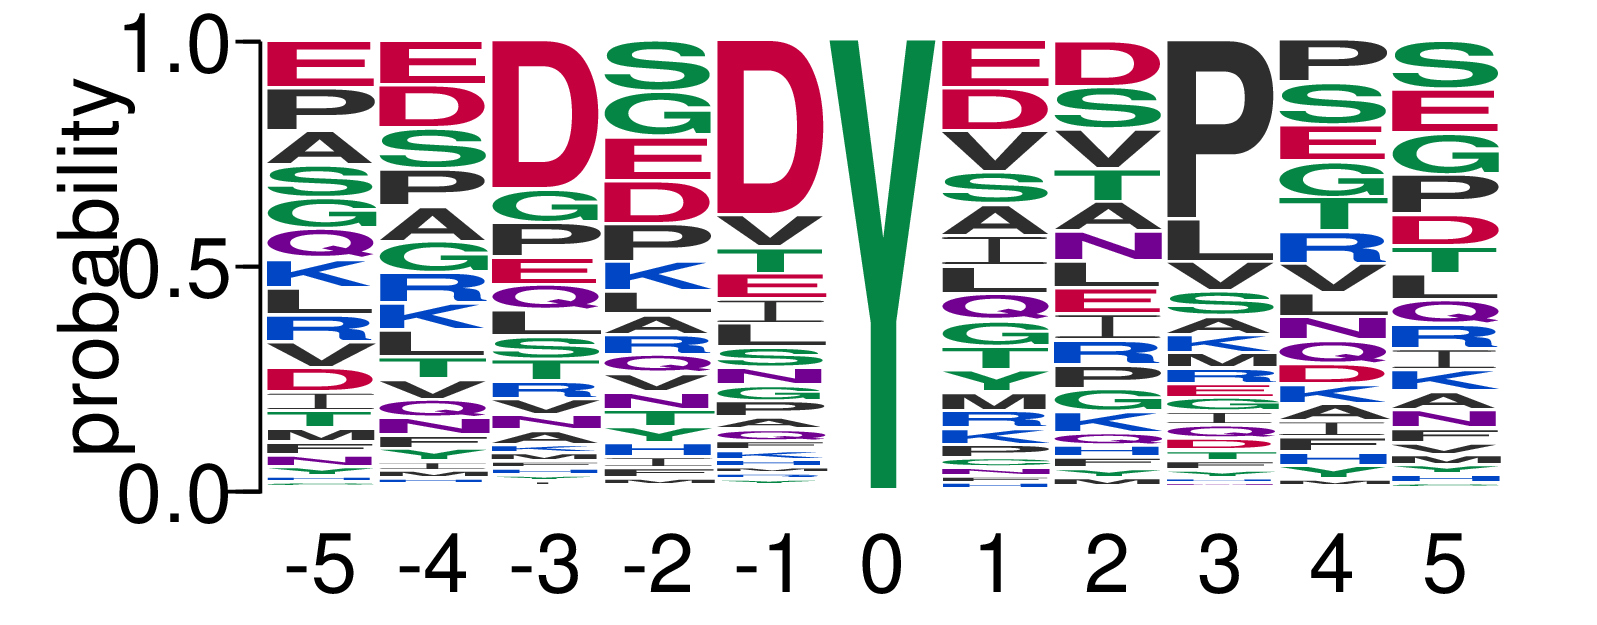 probability
1.0
0.5
0.0
E P A S G Q K L R V D I T M F N Y H
E D S P A G R K L T V Q N F Y I M
D G P E Q L S T R V N A K
S G E D P K L A R Q V N T Y H I F M
D V T E I L S N G P A Q F K H M Y
Y
E D V S A I L Q G T Y M R K
D S V T A N L E I R P G K Q H F Y M
P L V S A K M R E G I Q D T
P S E G T R V L N Q D K A I F H Y M
S E G P D T L Q R I K A N F
-5 -4 -3 -2 -1 0 1 2 3 4 5